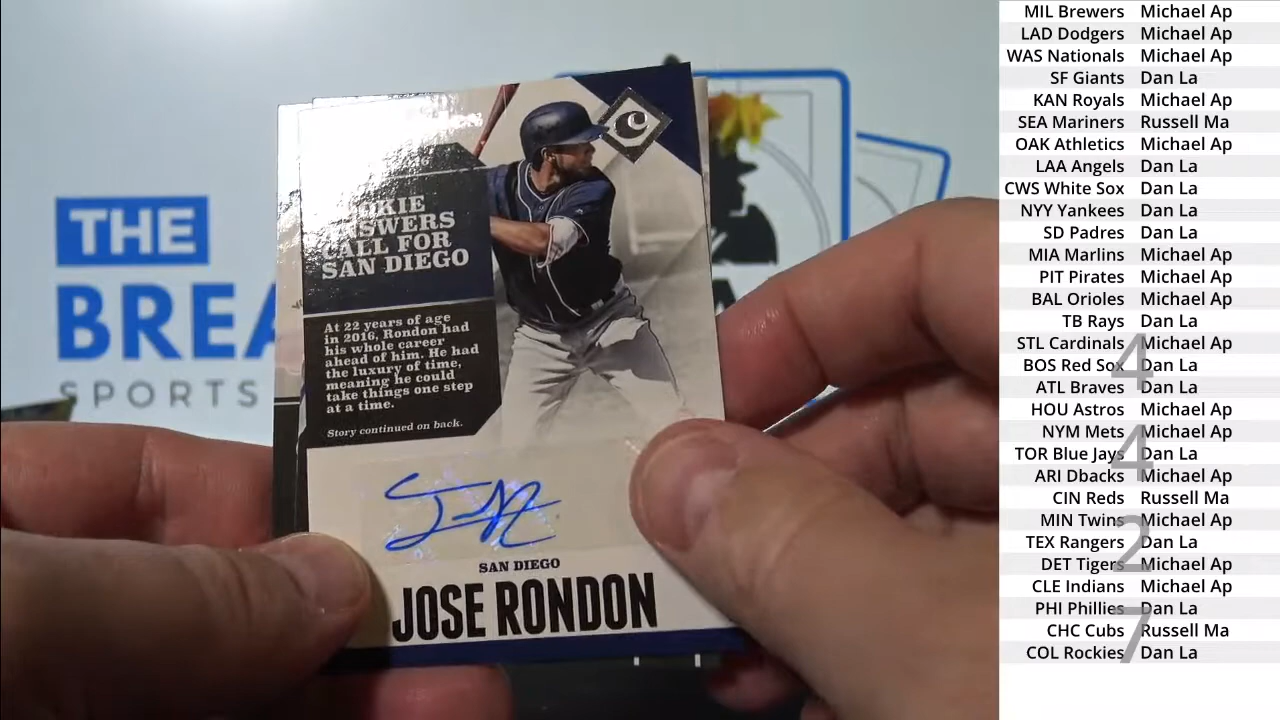 THE
BREA
SPORTS
C
ANSWERS
CALL FOR
SAN DIEGO
At 22 years of age
in 2016, Rondon had
his whole career
ahead of him. He had
the luxury of time,
meaning he could
take things one step
at a time.
Story continued on back.
SAN DIEGO
JOSE RONDON
MIL Brewers Michael Ap
LAD Dodgers Michael Ap
WAS Nationals Michael Ap
SF Giants Dan La
KAN Royals Michael Ap
SEA Mariners Russell Ma
OAK Athletics Michael Ap
LAA Angels Dan La
CWS White Sox Dan La
NYY Yankees Dan La
SD Padres Dan La
MIA Marlins Michael Ap
PIT Pirates Michael Ap
BAL Orioles Michael Ap
TB Rays Dan La
STL Cardinals Michael Ap
BOS Red Sox Dan La
ATL Braves Dan La
HOU Astros Michael Ap
NYM Mets Michael Ap
TOR Blue Jays Dan La
ARI Dbacks Michael Ap
CIN Reds Russell Ma
MIN Twins Michael Ap
TEX Rangers Dan La
DET Tigers Michael Ap
CLE Indians Michael Ap
PHI Phillies Dan La
CHC Cubs Russell Ma
COL Rockies Dan La
4
4
2
7